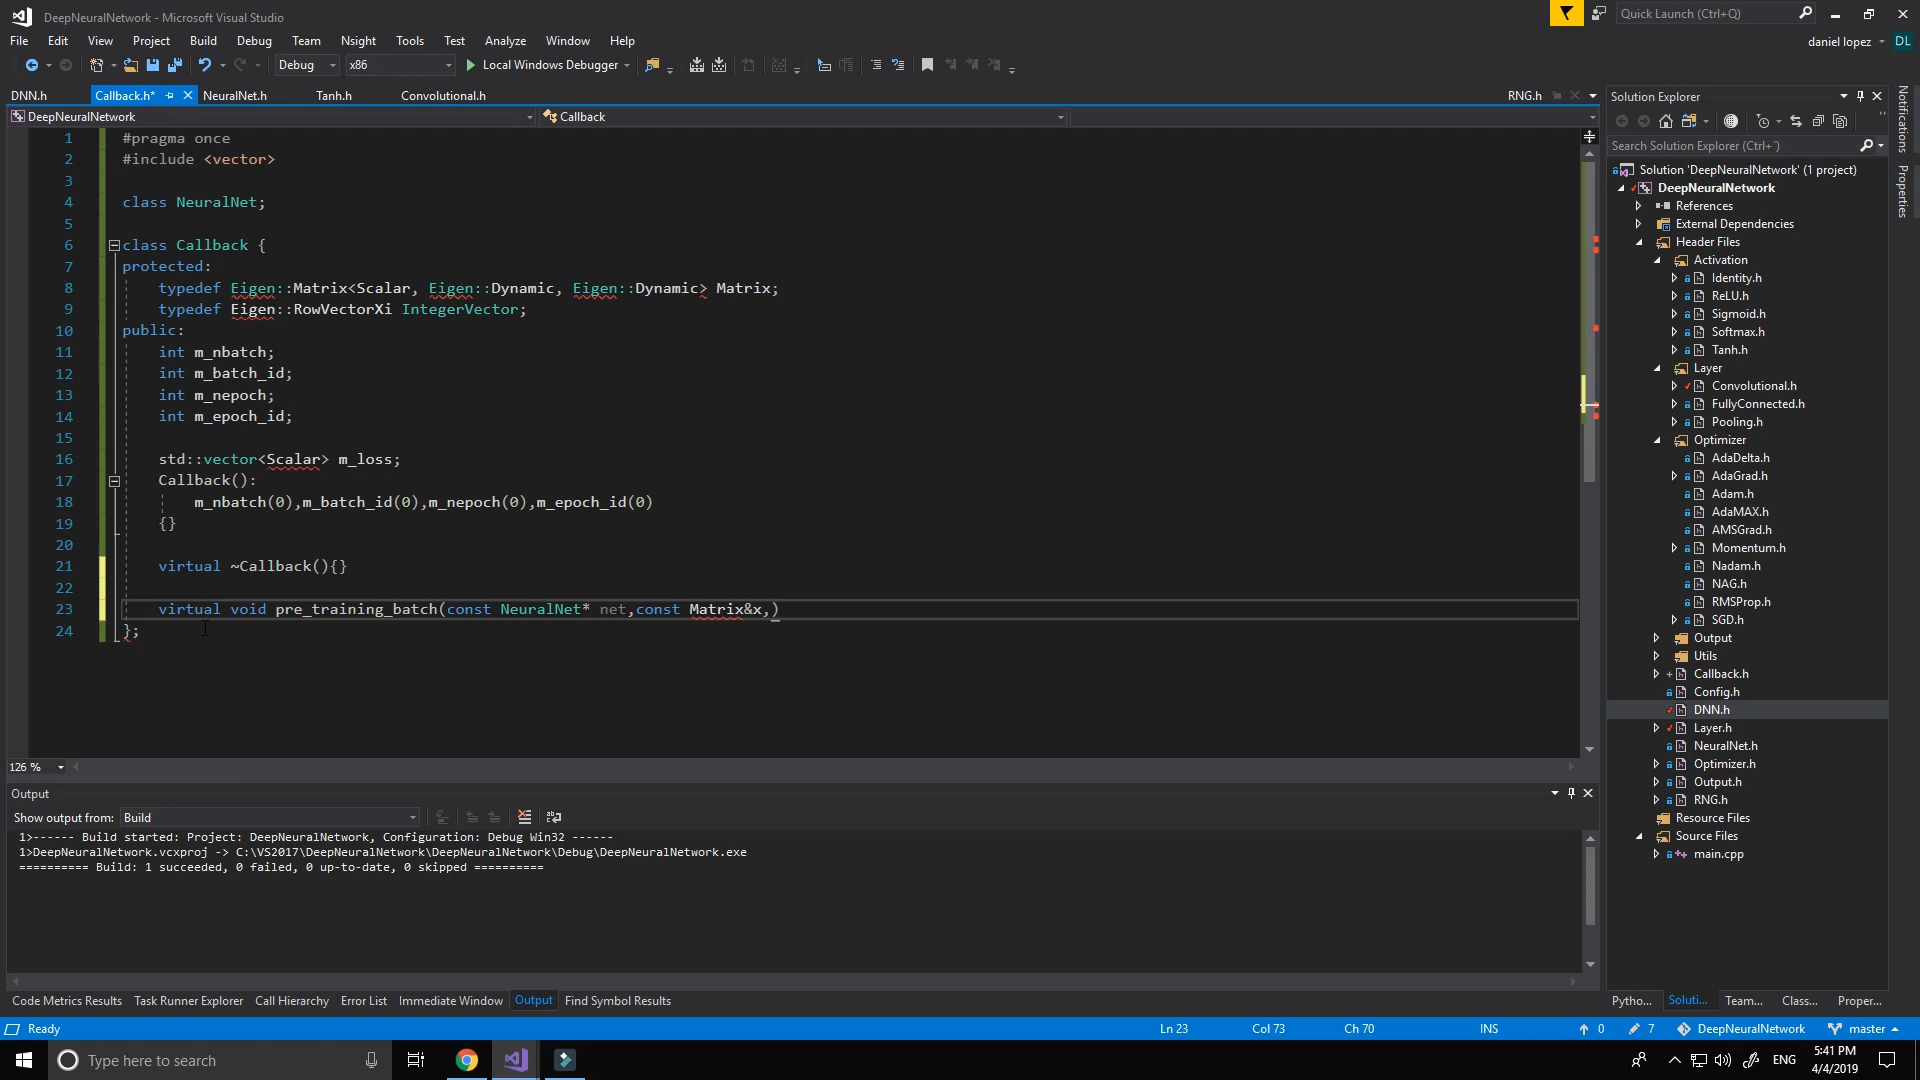 DeepNeuralNetwork - Microsoft Visual Studio
Quick Launch (Ctrl+Q)
File Edit View Project Build Debug Team Nsight Tools Test Analyze Window Help
daniel lopez DL
Debug x86 Local Windows Debugger
DNN.h Callback.h* NeuralNet.h Tanh.h Convolutional.h RNG.h
DeepNeuralNetwork Callback
1 #pragma once
2 #include <vector>
3
4 class NeuralNet;
5
6 class Callback {
7 protected:
8 typedef Eigen::Matrix<Scalar, Eigen::Dynamic, Eigen::Dynamic> Matrix;
9 typedef Eigen::RowVectorXi IntegerVector;
10 public:
11 int m_nbatch;
12 int m_batch_id;
13 int m_nepoch;
14 int m_epoch_id;
15
16 std::vector<Scalar> m_loss;
17 Callback():
18 m_nbatch(0),m_batch_id(0),m_nepoch(0),m_epoch_id(0)
19 {}
20
21 virtual ~Callback(){}
22
23 virtual void pre_training_batch(const NeuralNet* net,const Matrix&x,)
24 };
126 %
Output
Show output from: Build
1>------ Build started: Project: DeepNeuralNetwork, Configuration: Debug Win32 ------
1>DeepNeuralNetwork.vcxproj -> C:\VS2017\DeepNeuralNetwork\DeepNeuralNetwork\Debug\DeepNeuralNetwork.exe
========== Build: 1 succeeded, 0 failed, 0 up-to-date, 0 skipped ==========
Code Metrics Results Task Runner Explorer Call Hierarchy Error List Immediate Window Output Find Symbol Results
Solution Explorer
Search Solution Explorer (Ctrl+¨)
Solution 'DeepNeuralNetwork' (1 project)
DeepNeuralNetwork
References
External Dependencies
Header Files
Activation
Identity.h
ReLU.h
Sigmoid.h
Softmax.h
Tanh.h
Layer
Convolutional.h
FullyConnected.h
Pooling.h
Optimizer
AdaDelta.h
AdaGrad.h
Adam.h
AdaMAX.h
AMSGrad.h
Momentum.h
Nadam.h
NAG.h
RMSProp.h
SGD.h
Output
Utils
Callback.h
Config.h
DNN.h
Layer.h
NeuralNet.h
Optimizer.h
Output.h
RNG.h
Resource Files
Source Files
main.cpp
Pytho... Soluti... Team... Class... Proper...
Notifications
Properties
Ready Ln 23 Col 73 Ch 70 INS 0 7 DeepNeuralNetwork master
Type here to search
ENG
5:41 PM
4/4/2019